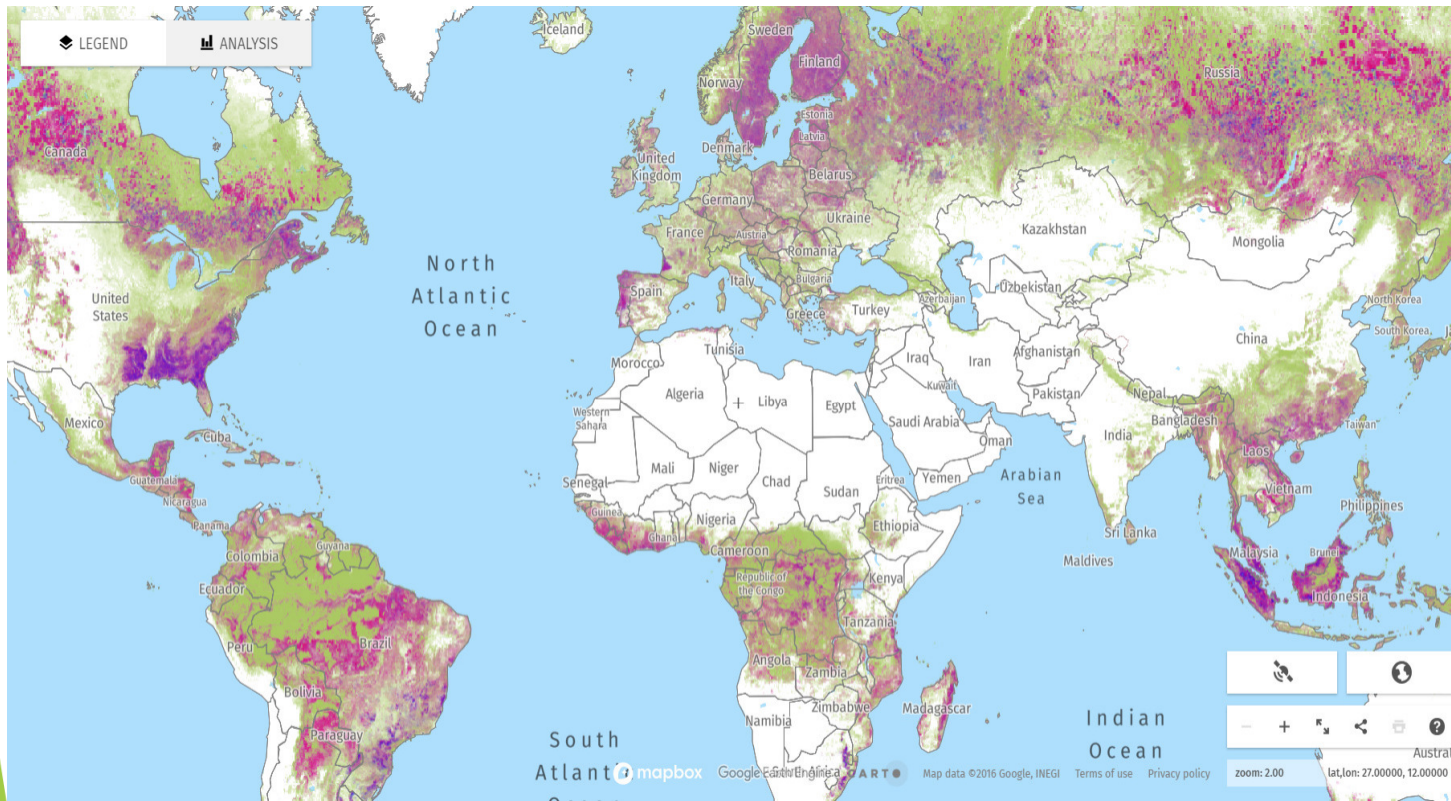 LEGEND
ANALYSIS
Iceland
Sweden
Finland
Norway
Russia
Estonia
Latvia
Canada
United
Kingdom
Denmark
Belarus
Germany
Ukraine
France
Austria
Kazakhstan
Mongolia
Romania
North
Atlantic
Ocean
Italy
Bulgaria
Spain
Uzbekistan
United
States
Greece
Turkey
Azerbaijan
North Korea
South Korea
China
Tunisia
Morocco
Iraq
Iran
Afghanistan
Kuwait
Pakistan
Nepal
Algeria
Libya
Egypt
Western
Sahara
Saudi Arabia
Mexico
Cuba
Oman
India
Bangladesh
Taiwan
Laos
Mali
Niger
Chad
Sudan
Eritrea
Yemen
Arabian
Sea
Senegal
Guatemala
Nicaragua
Vietnam
Philippines
Guinea
Nigeria
Ethiopia
Panama
Ghana
Sri Lanka
Colombia
Guyana
Cameroon
Maldives
Malaysia
Brunei
Ecuador
Republic of
the Congo
Kenya
Indonesia
Tanzania
Peru
Brazil
Angola
Zambia
Bolivia
Zimbabwe
Madagascar
Namibia
Paraguay
Indian
Ocean
South
Atlant
mapbox
Google Earth Engine
CARTO
Map data ©2016 Google, INEGI
Terms of use
Privacy policy
zoom: 2.00
lat,lon: 27.00000, 12.00000
Austral